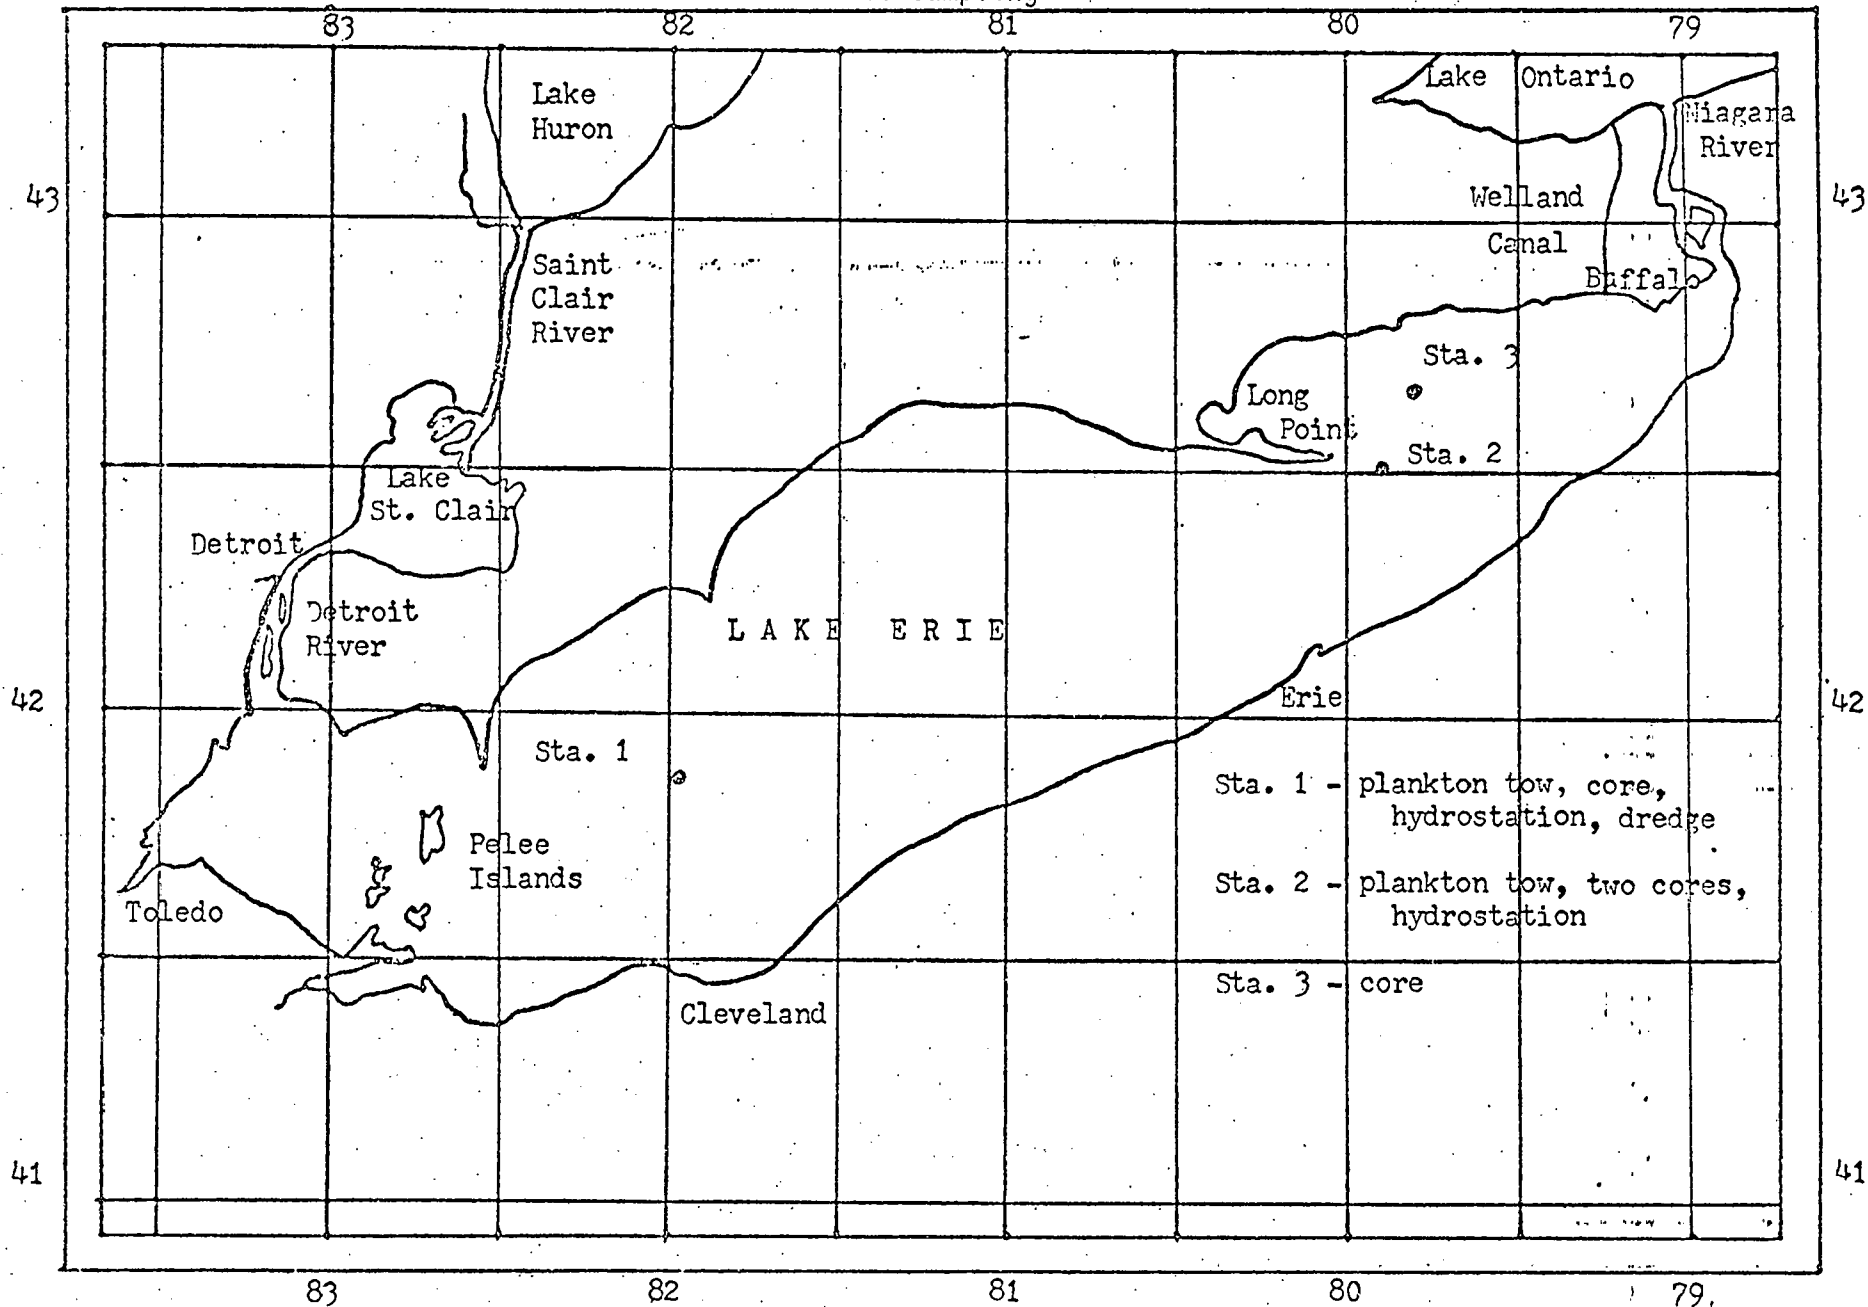 83 82 81 80 79
Lake Huron
Lake Ontario
Niagara River
43 43
Welland Canal
Saint Clair River
Buffalo
Sta. 3
Long Point
Sta. 2
Lake St. Clair
Detroit
Detroit River
LAKE ERIE
42 42
Erie
Sta. 1
Sta. 1 - plankton tow, core,
hydrostation, dredge
Pelee Islands
Sta. 2 - plankton tow, two cores,
hydrostation
Toledo
Sta. 3 - core
Cleveland
41 41
83 82 81 80 79